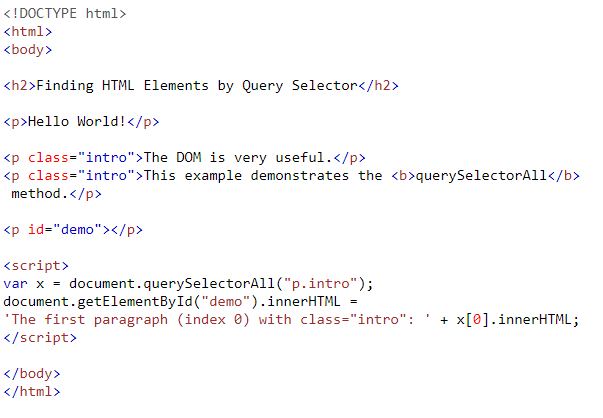 <!DOCTYPE html>
<html>
<body>
<h2>Finding HTML Elements by Query Selector</h2>
<p>Hello World!</p>
<p class="intro">The DOM is very useful.</p>
<p class="intro">This example demonstrates the <b>querySelectorAll</b>
method.</p>
<p id="demo"></p>
<script>
var x = document.querySelectorAll("p.intro");
document.getElementById("demo").innerHTML =
'The first paragraph (index 0) with class="intro": ' + x[0].innerHTML;
</script>
</body>
</html>